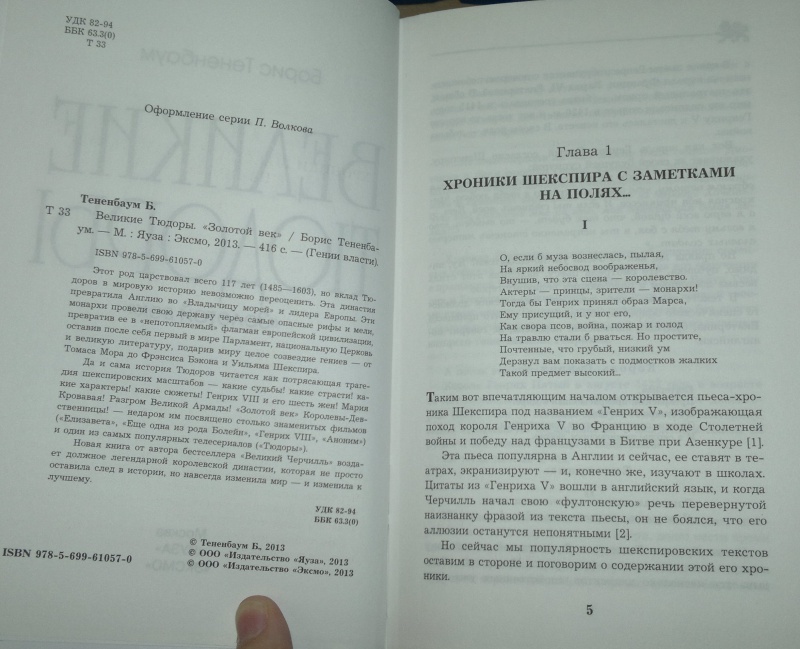 УДК 82-94
ББК 63.3(0)
Т 33
Оформление серии П. Волкова
Тененбаум Б.
Т 33 Великие Тюдоры. «Золотой век» / Борис Тененба-
ум. — М. : Яуза : Эксмо, 2013. — 416 с. — (Гении власти).
ISBN 978-5-699-61057-0
Этот род царствовал всего 117 лет (1485—1603), но вклад Тю-
доров в мировую историю невозможно переоценить. Эта династия
превратила Англию во «Владычицу морей» и лидера Европы. Эти
монархи провели свою державу через самые опасные рифы и мели,
превратив ее в «непотопляемый» флагман европейской цивилизации,
оставив после себя первый в мире Парламент, национальную Церковь
и великую литературу, подарив миру целое созвездие гениев — от
Томаса Мора до Фрэнсиса Бэкона и Уильяма Шекспира.
Да и сама история Тюдоров читается как потрясающая траге-
дия шекспировских масштабов — какие судьбы! какие страсти! ка-
кие характеры! какие сюжеты! Генрих VIII и его шесть жен! Мария
Кровавая! Разгром Великой Армады! «Золотой век» Королевы-Дев-
ственницы! — недаром им посвящено столько знаменитых фильмов
(«Елизавета», «Еще одна из рода Болейн», «Генрих VIII», «Аноним»)
и один из самых популярных телесериалов («Тюдоры»).
Новая книга от автора бестселлера «Великий Черчилль» возда-
ет должное легендарной королевской династии, которая не просто
оставила след в истории, но навсегда изменила мир — и изменила к
лучшему.
УДК 82-94
ББК 63.3(0)
© Тененбаум Б., 2013
© ООО «Издательство «Яуза», 2013
© ООО «Издательство «Эксмо», 2013
ISBN 978-5-699-61057-0
Глава 1
ХРОНИКИ ШЕКСПИРА С ЗАМЕТКАМИ
НА ПОЛЯХ...
I
О, если б муза вознеслась, пылая,
На яркий небосвод воображенья,
Внушив, что эта сцена — королевство.
Актеры — принцы, зрители — монархи!
Тогда бы Генрих принял образ Марса,
Ему присущий, и у ног его,
Как свора псов, война, пожар и голод
На травлю стали б рваться. Но простите,
Почтенные, что грубый, низкий ум
Дерзнул вам показать с подмостков жалких
Такой предмет высокий..
Таким вот впечатляющим началом открывается пьеса-хро-
ника Шекспира под названием «Генрих V», изображающая
поход короля Генриха V во Францию в ходе Столетней
войны и победу над французами в Битве при Азенкуре [1].
Эта пьеса популярна в Англии и сейчас, ее ставят в те-
атрах, экранизируют — и, конечно же, изучают в школах.
Цитаты из «Генриха V» вошли в английский язык, и когда
Черчилль начал свою «фултонскую» речь перевернутой
наизнанку фразой из текста пьесы, он не боялся, что его
аллюзии останутся непонятными [2].
Но сейчас мы популярность шекспировских текстов
оставим в стороне и поговорим о содержании этой его хро-
ники.
5